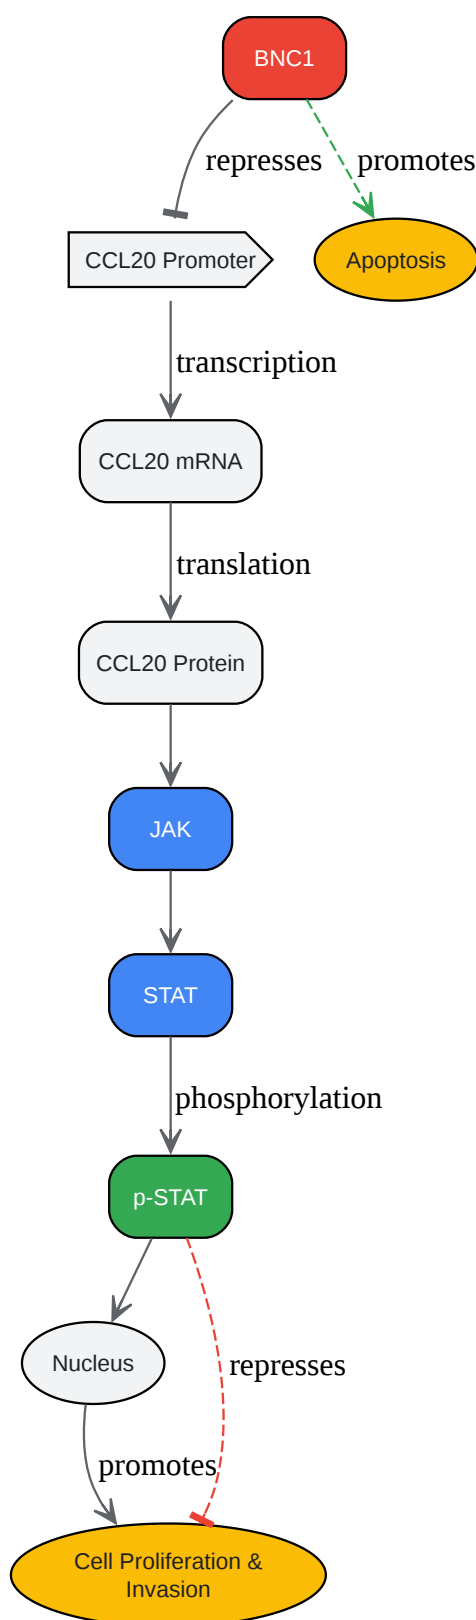 BNC1
represses
promotes
CCL20 Promoter
Apoptosis
transcription
CCL20 mRNA
translation
CCL20 Protein
JAK
STAT
phosphorylation
p-STAT
Nucleus
represses
promotes
Cell Proliferation &
Invasion